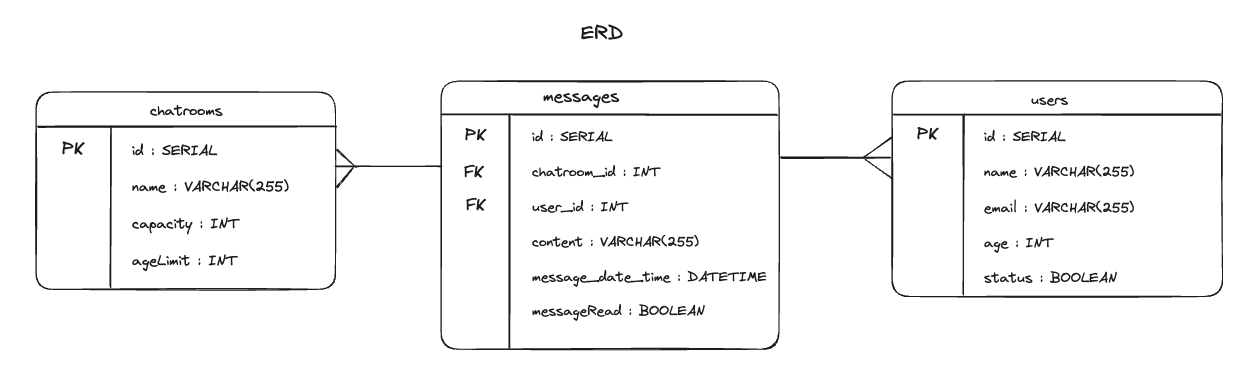 ERD
chatrooms
PK
id : SERIAL
name : VARCHAR(255)
capacity : INT
ageLimit : INT
messages
PK
id : SERIAL
FK
chatroom_id : INT
FK
user_id : INT
content : VARCHAR(255)
message_date_time : DATETIME
messageRead : BOOLEAN
users
PK
id : SERIAL
name : VARCHAR(255)
email : VARCHAR(255)
age : INT
status : BOOLEAN